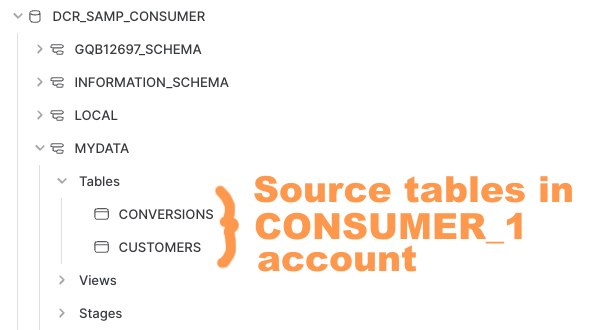 DCR_SAMP_CONSUMER
GQB12697_SCHEMA
INFORMATION_SCHEMA
LOCAL
MYDATA
Tables
CONVERSIONS
CUSTOMERS
Source tables in
CONSUMER_1
account
Views
Stages